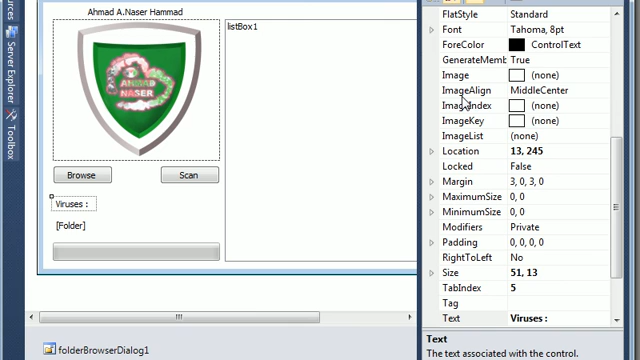 Ahmad A.Naser Hammad
AHMAD
NASER
listBox1
Browse
Scan
Viruses :
[Folder]
folderBrowserDialog1
Server Explorer
Toolbox
FlatStyle Standard
Font Tahoma, 8pt
ForeColor ControlText
GenerateMemb True
Image (none)
ImageAlign MiddleCenter
ImageIndex (none)
ImageKey (none)
ImageList (none)
Location 13, 245
Locked False
Margin 3, 0, 3, 0
MaximumSize 0, 0
MinimumSize 0, 0
Modifiers Private
Padding 0, 0, 0, 0
RightToLeft No
Size 51, 13
TabIndex 5
Tag
Text Viruses :
Text
The text associated with the control.